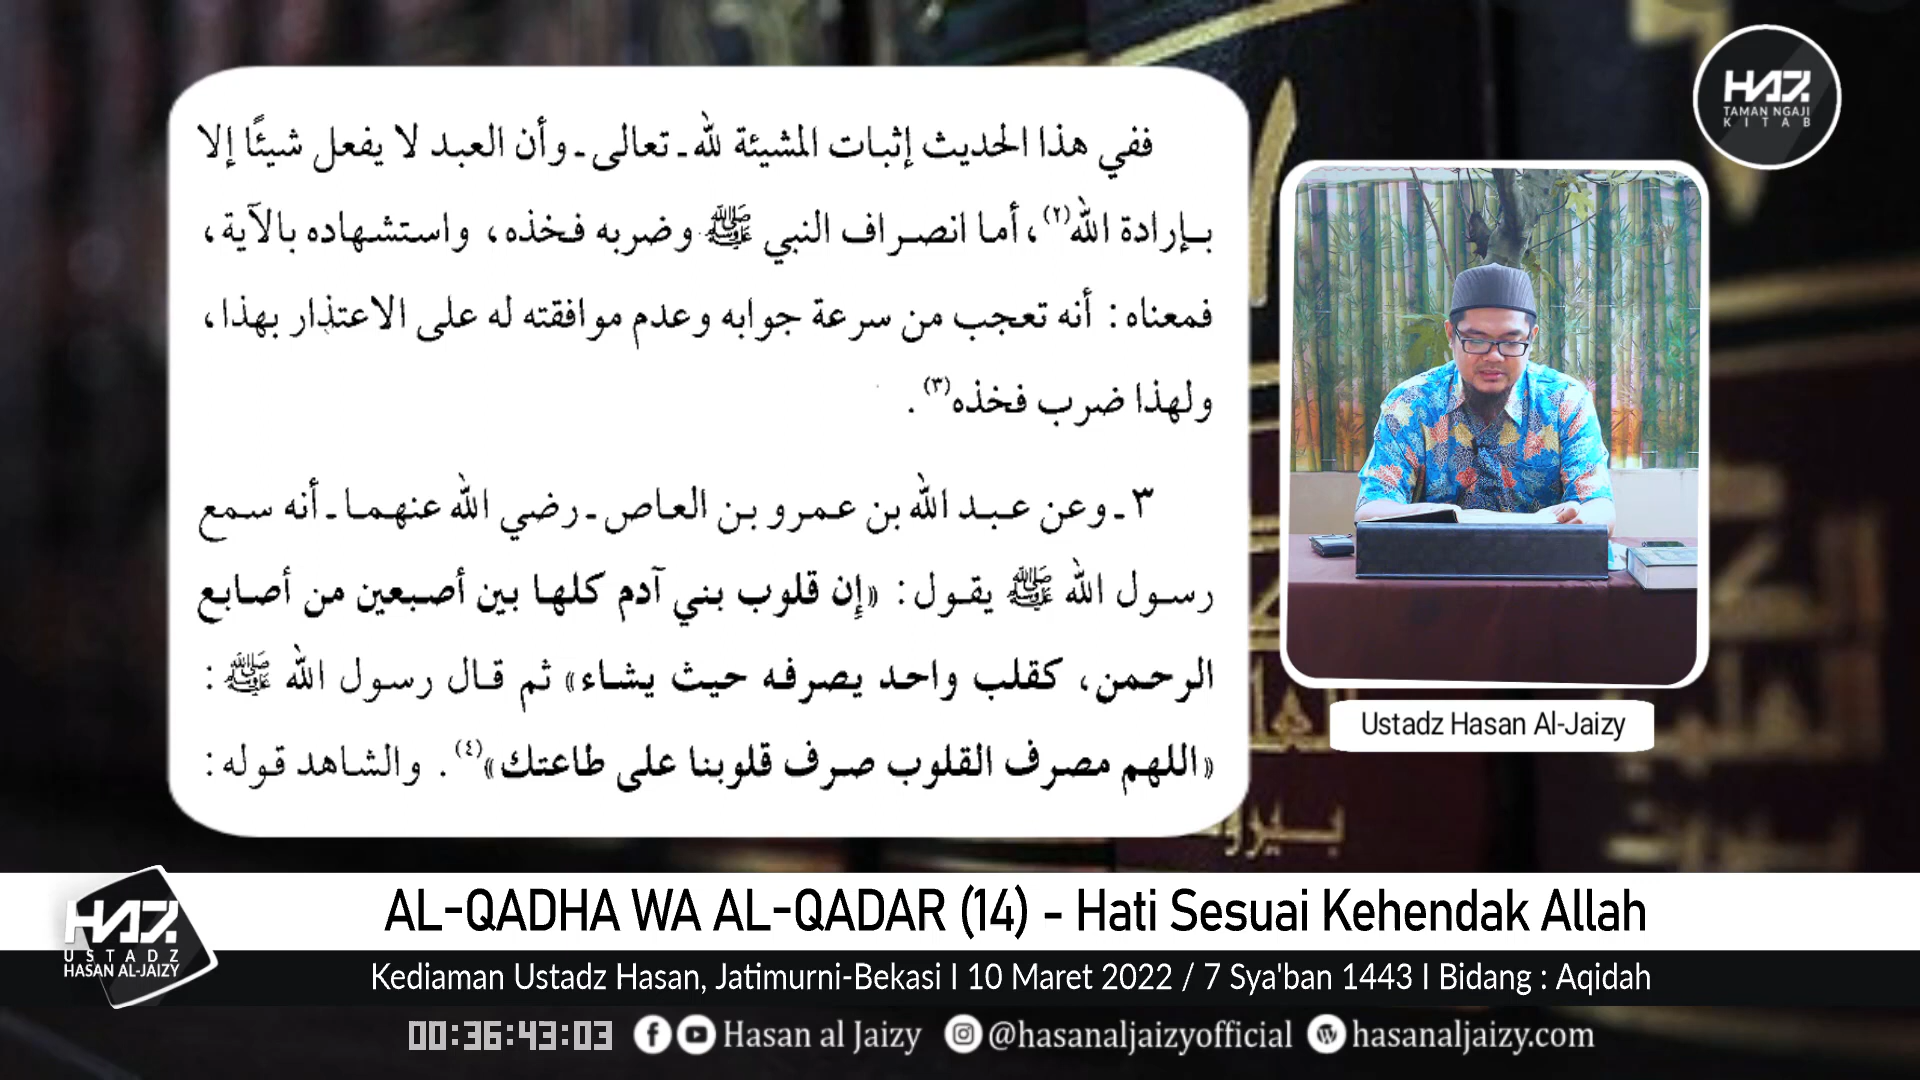 HAZ
TAMAN NGAJI
KITAB
ففي هذا الحديث إثبات المشيئة لله ـ تعالى ـ وأن العبد لا يفعل شيئًا إلا
بإرادة الله(٢)، أما انصراف النبي ﷺ وضربه فخذه، واستشهاده بالآية،
فمعناه: أنه تعجب من سرعة جوابه وعدم موافقته له على الاعتذار بهذا،
ولهذا ضرب فخذه(٣).
٣ ـ وعن عبد الله بن عمرو بن العاص ـ رضي الله عنهما ـ أنه سمع
رسول الله ﷺ يقول: «إن قلوب بني آدم كلها بين أصبعين من أصابع
الرحمن، كقلب واحد يصرفه حيث يشاء» ثم قال رسول الله ﷺ:
«اللهم مصرف القلوب صرف قلوبنا على طاعتك»(٤). والشاهد قوله:
Ustadz Hasan Al-Jaizy
HAZ
USTADZ
HASAN AL-JAIZY
AL-QADHA WA AL-QADAR (14) - Hati Sesuai Kehendak Allah
Kediaman Ustadz Hasan, Jatimurni-Bekasi I 10 Maret 2022 / 7 Sya'ban 1443 I Bidang : Aqidah
00:36:43:03 Hasan al Jaizy @hasanaljaizyofficial hasanaljaizy.com